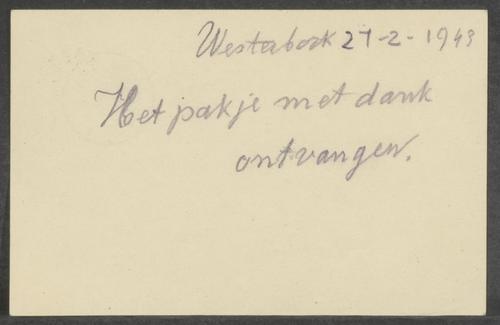 Westerbork 27-2-1943
Het pakje met dank
ontvangen.